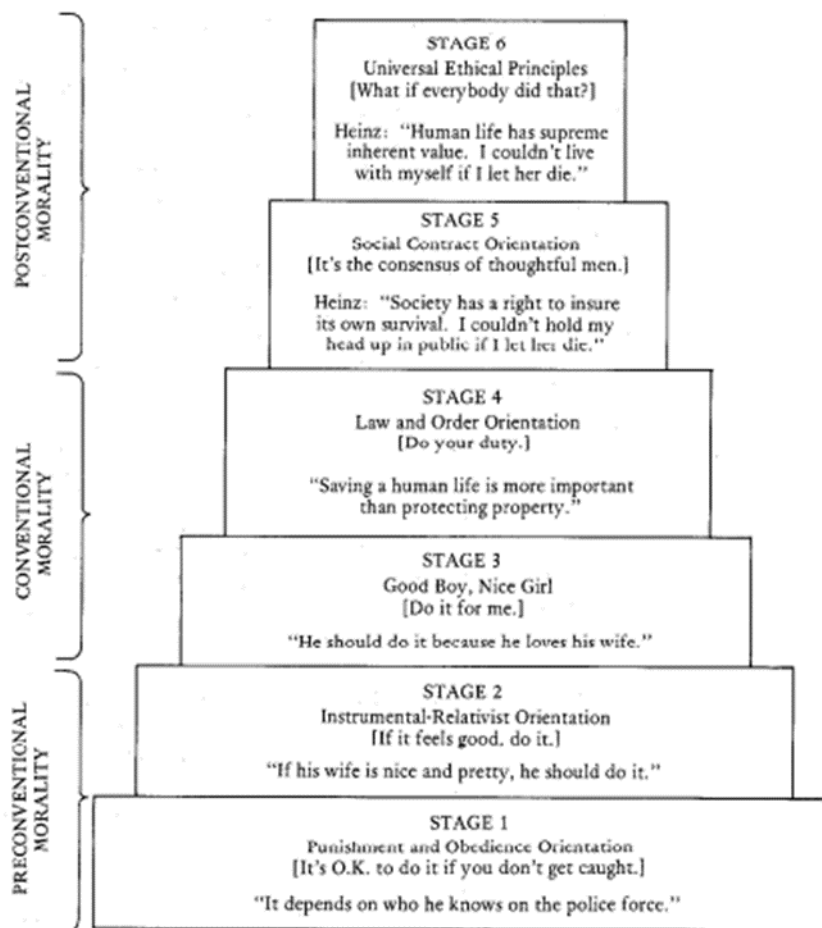 POSTCONVENTIONAL
MORALITY
STAGE 6
Universal Ethical Principles
[What if everybody did that?]
Heinz: “Human life has supreme
inherent value. I couldn’t live
with myself if I let her die.”
STAGE 5
Social Contract Orientation
[It’s the consensus of thoughtful men.]
Heinz: “Society has a right to insure
its own survival. I couldn’t hold my
head up in public if I let her die.”
CONVENTIONAL
MORALITY
STAGE 4
Law and Order Orientation
[Do your duty.]
“Saving a human life is more important
than protecting property.”
STAGE 3
Good Boy, Nice Girl
[Do it for me.]
“He should do it because he loves his wife.”
PRECONVENTIONAL
MORALITY
STAGE 2
Instrumental-Relativist Orientation
[If it feels good, do it.]
“If his wife is nice and pretty, he should do it.”
STAGE 1
Punishment and Obedience Orientation
[It’s O.K. to do it if you don’t get caught.]
“It depends on who he knows on the police force.”